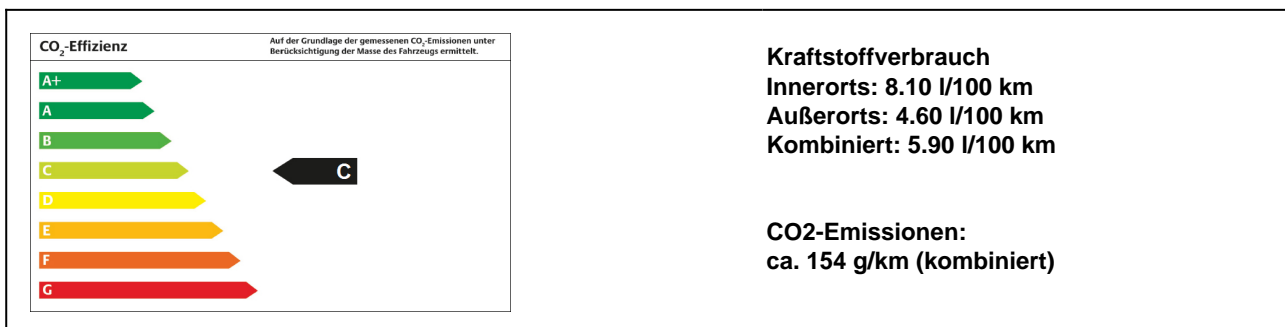 CO2-Effizienz
Auf der Grundlage der gemessenen CO2-Emissionen unter
Berücksichtigung der Masse des Fahrzeugs ermittelt.
A+
A
B
C
C
D
E
F
G
Kraftstoffverbrauch
Innerorts: 8.10 l/100 km
Außerorts: 4.60 l/100 km
Kombiniert: 5.90 l/100 km
CO2-Emissionen:
ca. 154 g/km (kombiniert)